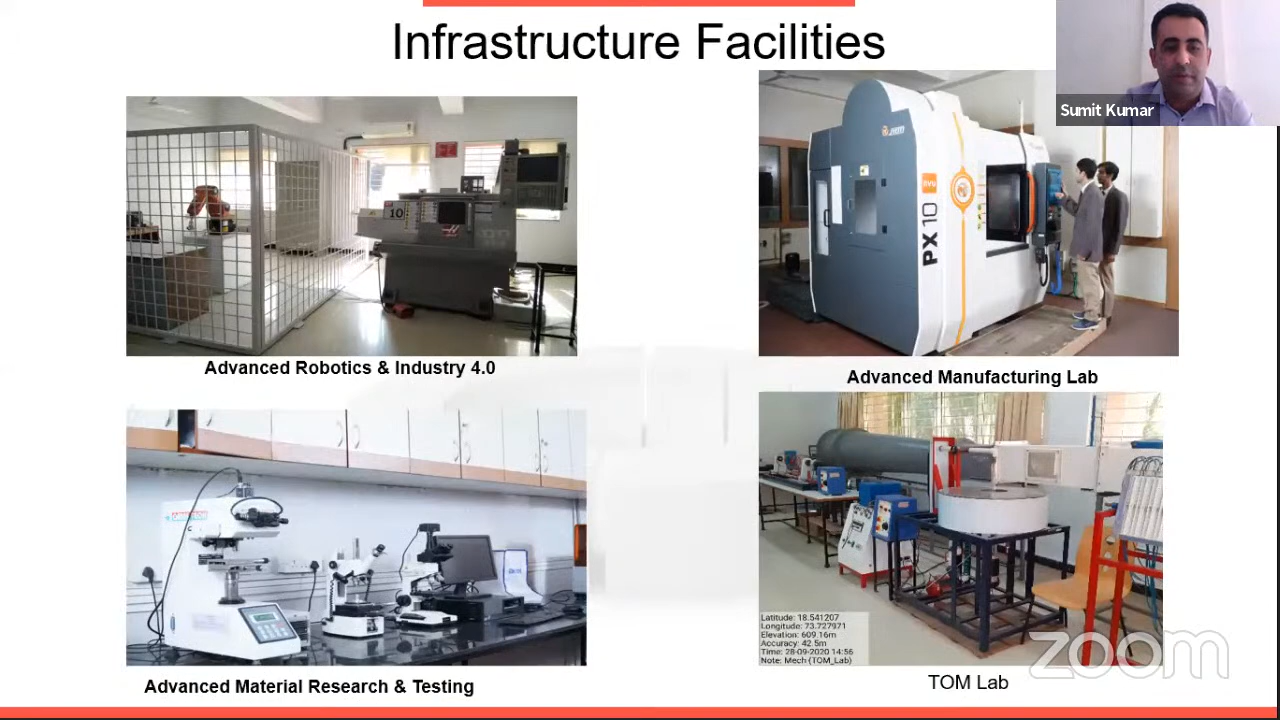 Infrastructure Facilities
Sumit Kumar
10
PX 10
Advanced Robotics & Industry 4.0
Advanced Manufacturing Lab
Latitude: 18.541207
Longitude: 73.727971
Elevation: 609.16m
Accuracy: 42.5m
Time: 28-09-2020 14:56
Note: Mech (TOM_Lab)
Advanced Material Research & Testing
TOM Lab
zoom